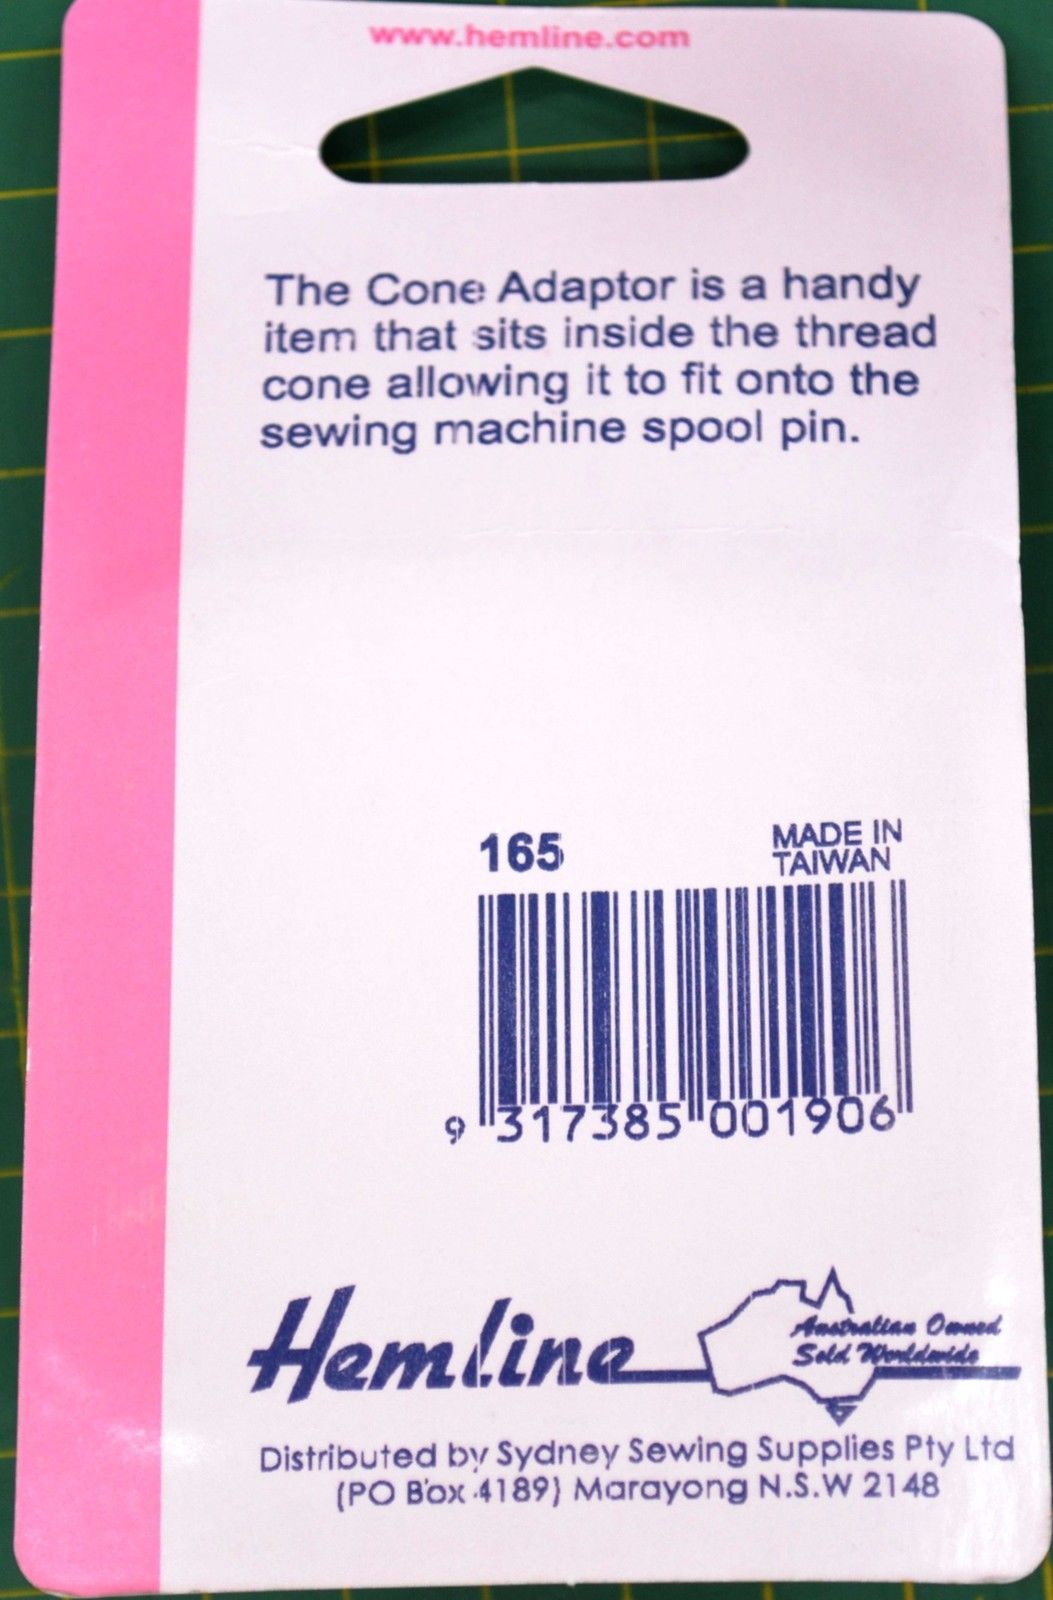 www.hemline.com
The Cone Adaptor is a handy
item that sits inside the thread
cone allowing it to fit onto the
sewing machine spool pin.
165
MADE IN
TAIWAN
9 317385 001906
Hemline
Australian Owned
Sold Worldwide
Distributed by Sydney Sewing Supplies Pty Ltd
(PO Box 4189) Marayong N.S.W 2148